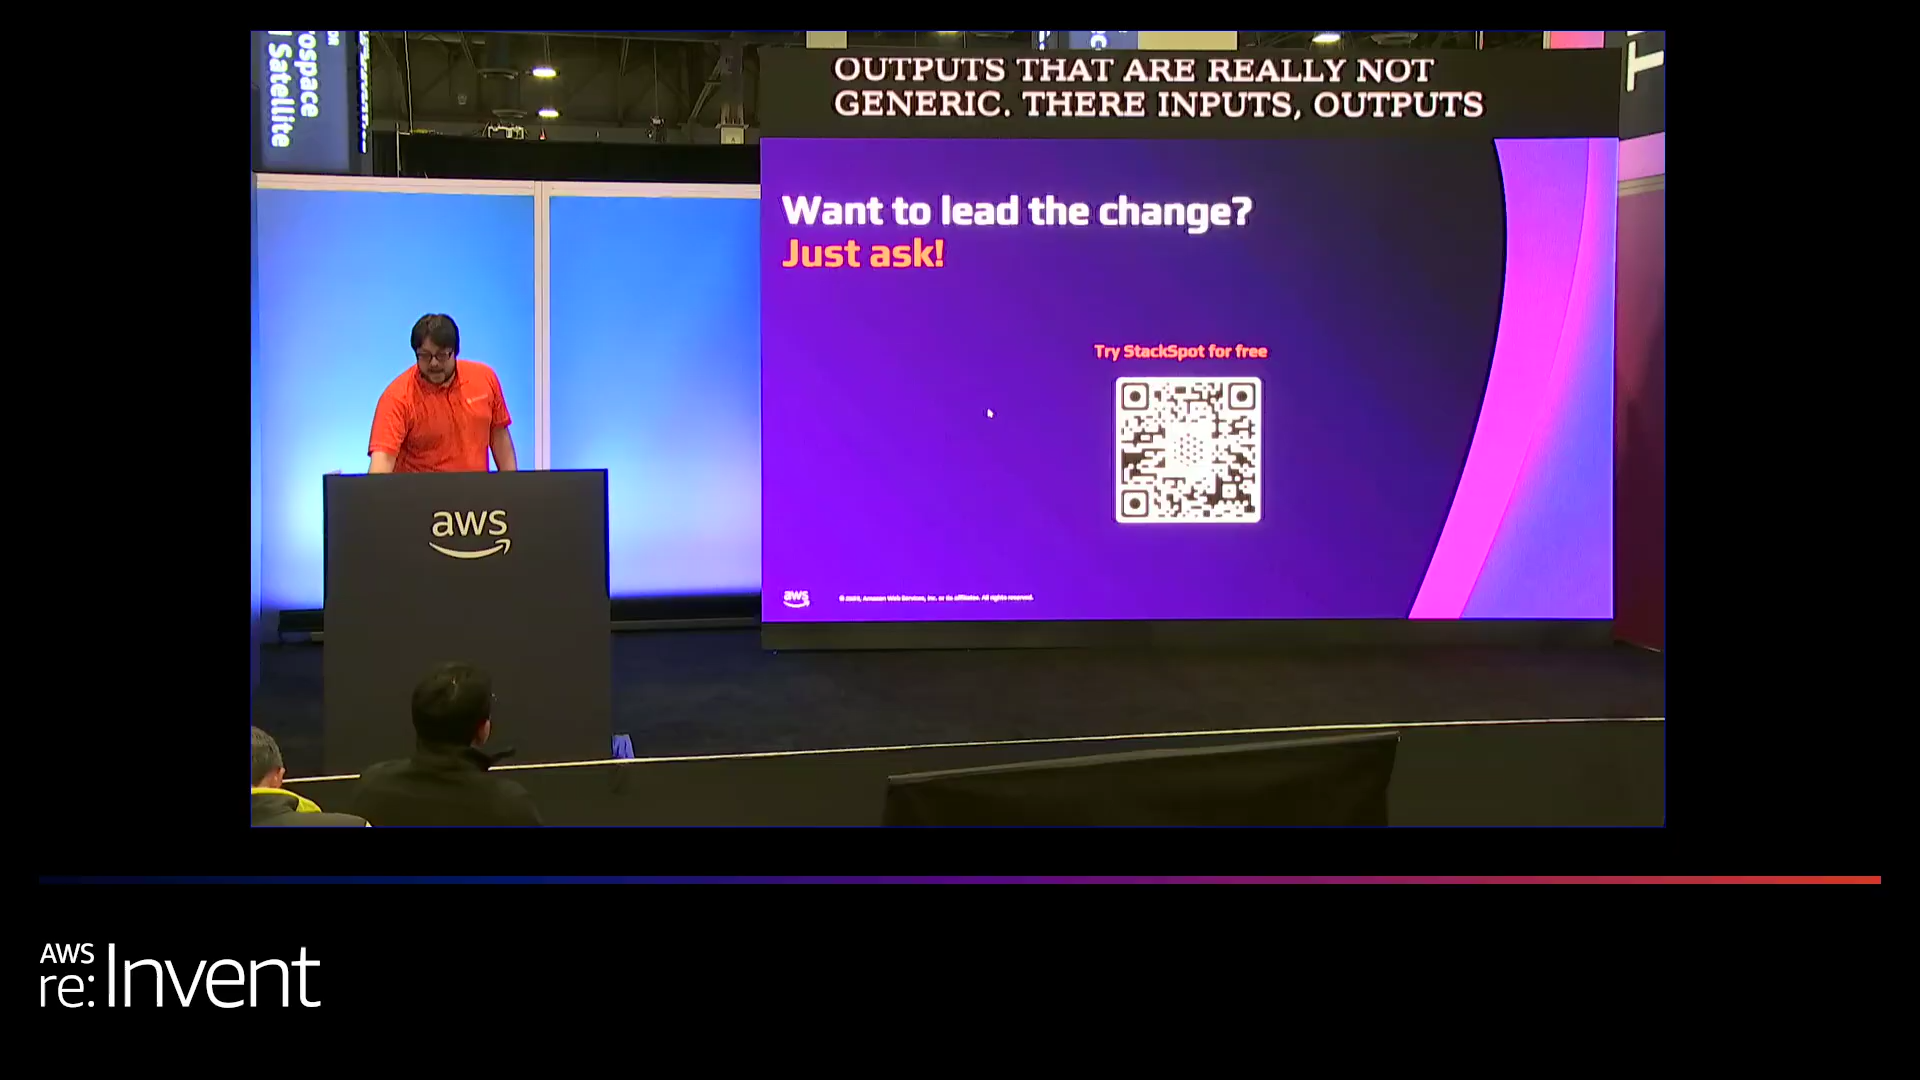 rospace
l Satellite
OUTPUTS THAT ARE REALLY NOT
GENERIC. THERE INPUTS, OUTPUTS
Want to lead the change?
Just ask!
Try StackSpot for free
aws
aws
AWS
re:Invent